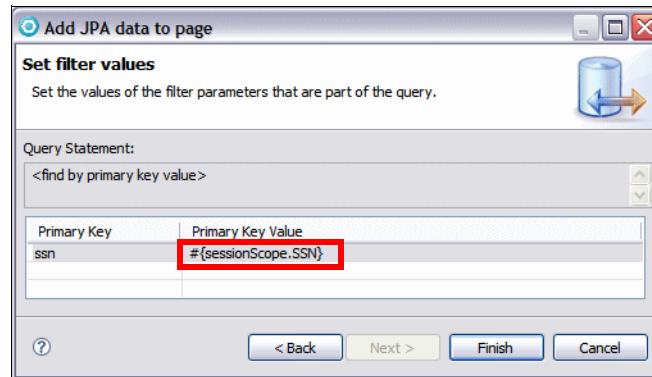 Add JPA data to page
Set filter values
Set the values of the filter parameters that are part of the query.
Query Statement:
<find by primary key value>
Primary Key Primary Key Value
ssn #{sessionScope.SSN}
? < Back Next > Finish Cancel